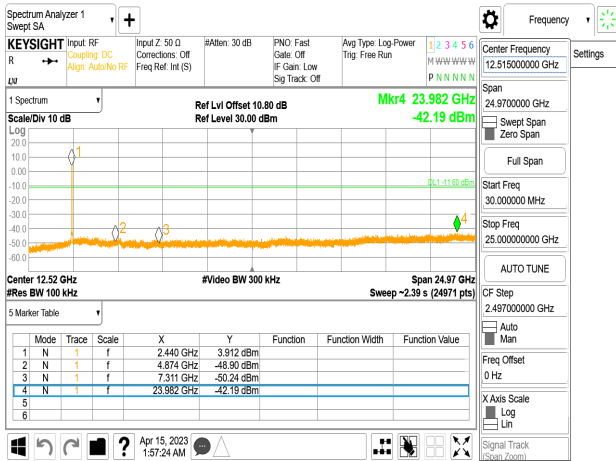 Spectrum Analyzer 1
Swept SA
Frequency
KEYSIGHT
R
LXI
Input: RF
Coupling: DC
Align: Auto/No RF
Input Z: 50 Ω
Corrections: Off
Freq Ref: Int (S)
#Atten: 30 dB
PNO: Fast
Gate: Off
IF Gain: Low
Sig Track: Off
Avg Type: Log-Power
Trig: Free Run
1 2 3 4 5 6
M W W W W W
P N N N N N
1 Spectrum
Scale/Div 10 dB
Ref Lvl Offset 10.80 dB
Ref Level 30.00 dBm
Mkr4 23.982 GHz
-42.19 dBm
Log
20.0
10.0
0.00
-10.0
-20.0
-30.0
-40.0
-50.0
-60.0
1
2
3
4
Center 12.52 GHz
#Res BW 100 kHz
#Video BW 300 kHz
Span 24.97 GHz
Sweep ~2.39 s (24971 pts)
5 Marker Table
Mode Trace Scale X Y Function Function Width Function Value
1 N 1 f 2.440 GHz 3.912 dBm
2 N 1 f 4.874 GHz -48.90 dBm
3 N 1 f 7.311 GHz -50.24 dBm
4 N 1 f 23.982 GHz -42.19 dBm
5
6
Apr 15, 2023
1:57:24 AM
?
Center Frequency
12.515000000 GHz
Settings
Span
24.9700000 GHz
Swept Span
Zero Span
Full Span
Start Freq
30.000000 MHz
Stop Freq
25.000000000 GHz
AUTO TUNE
CF Step
2.497000000 GHz
Auto
Man
Freq Offset
0 Hz
X Axis Scale
Log
Lin
Signal Track
(Span Zoom)